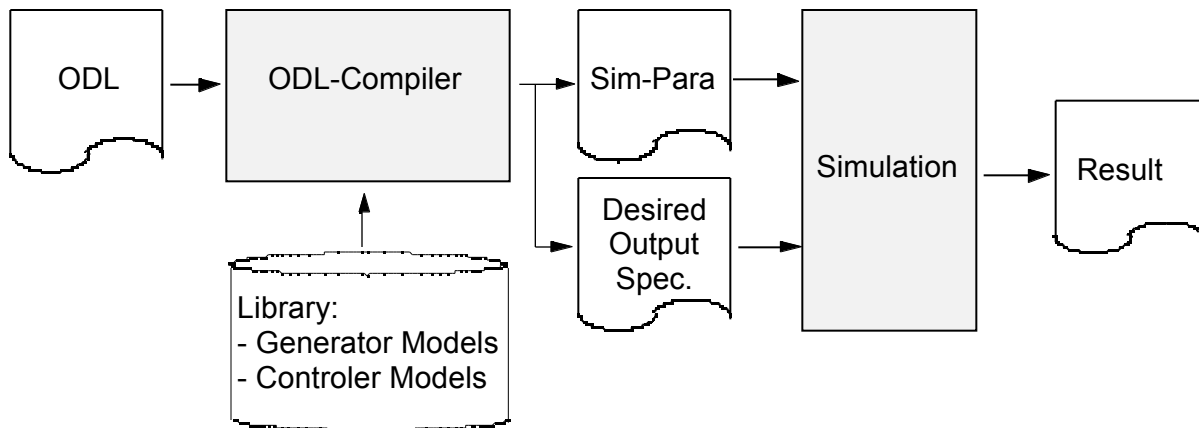 ODL
ODL-Compiler
Sim-Para
Desired
Output
Spec.
Simulation
Result
Library:
- Generator Models
- Controler Models